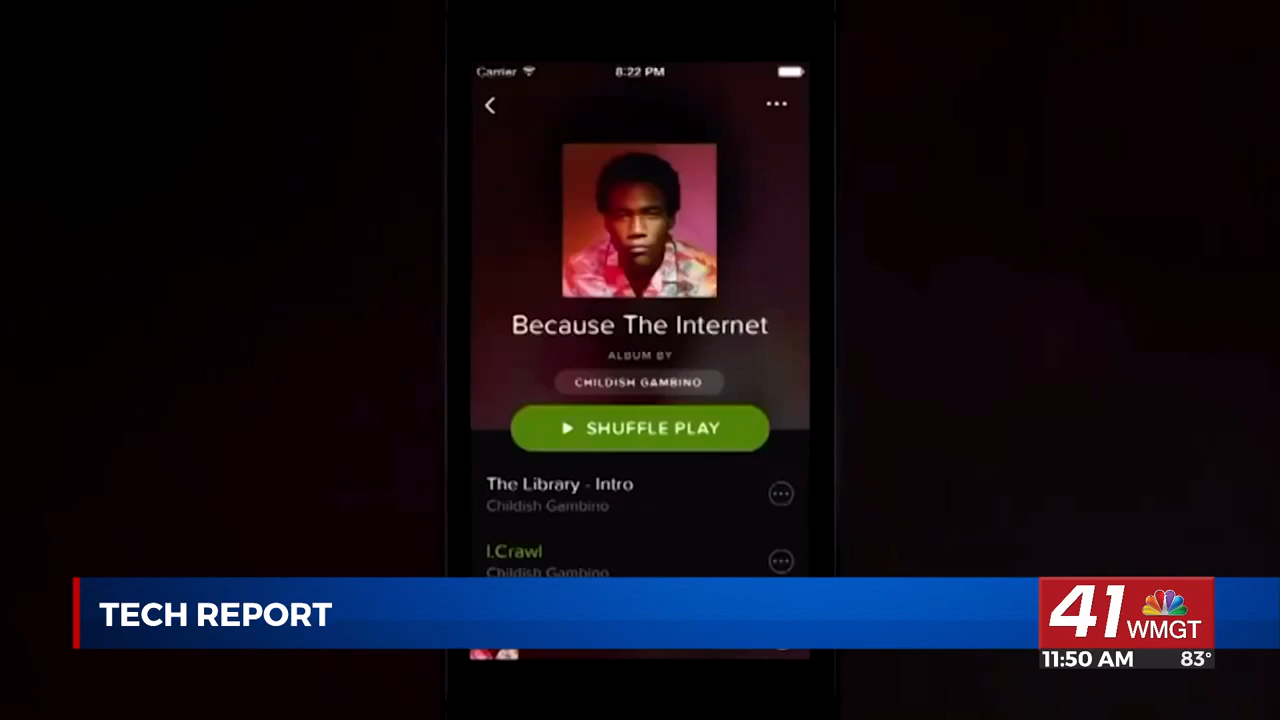 Carrier 8:22 PM
Because The Internet
ALBUM BY
CHILDISH GAMBINO
SHUFFLE PLAY
The Library - Intro
Childish Gambino
I.Crawl
Childish Gambino
TECH REPORT
41 WMGT
11:50 AM 83°